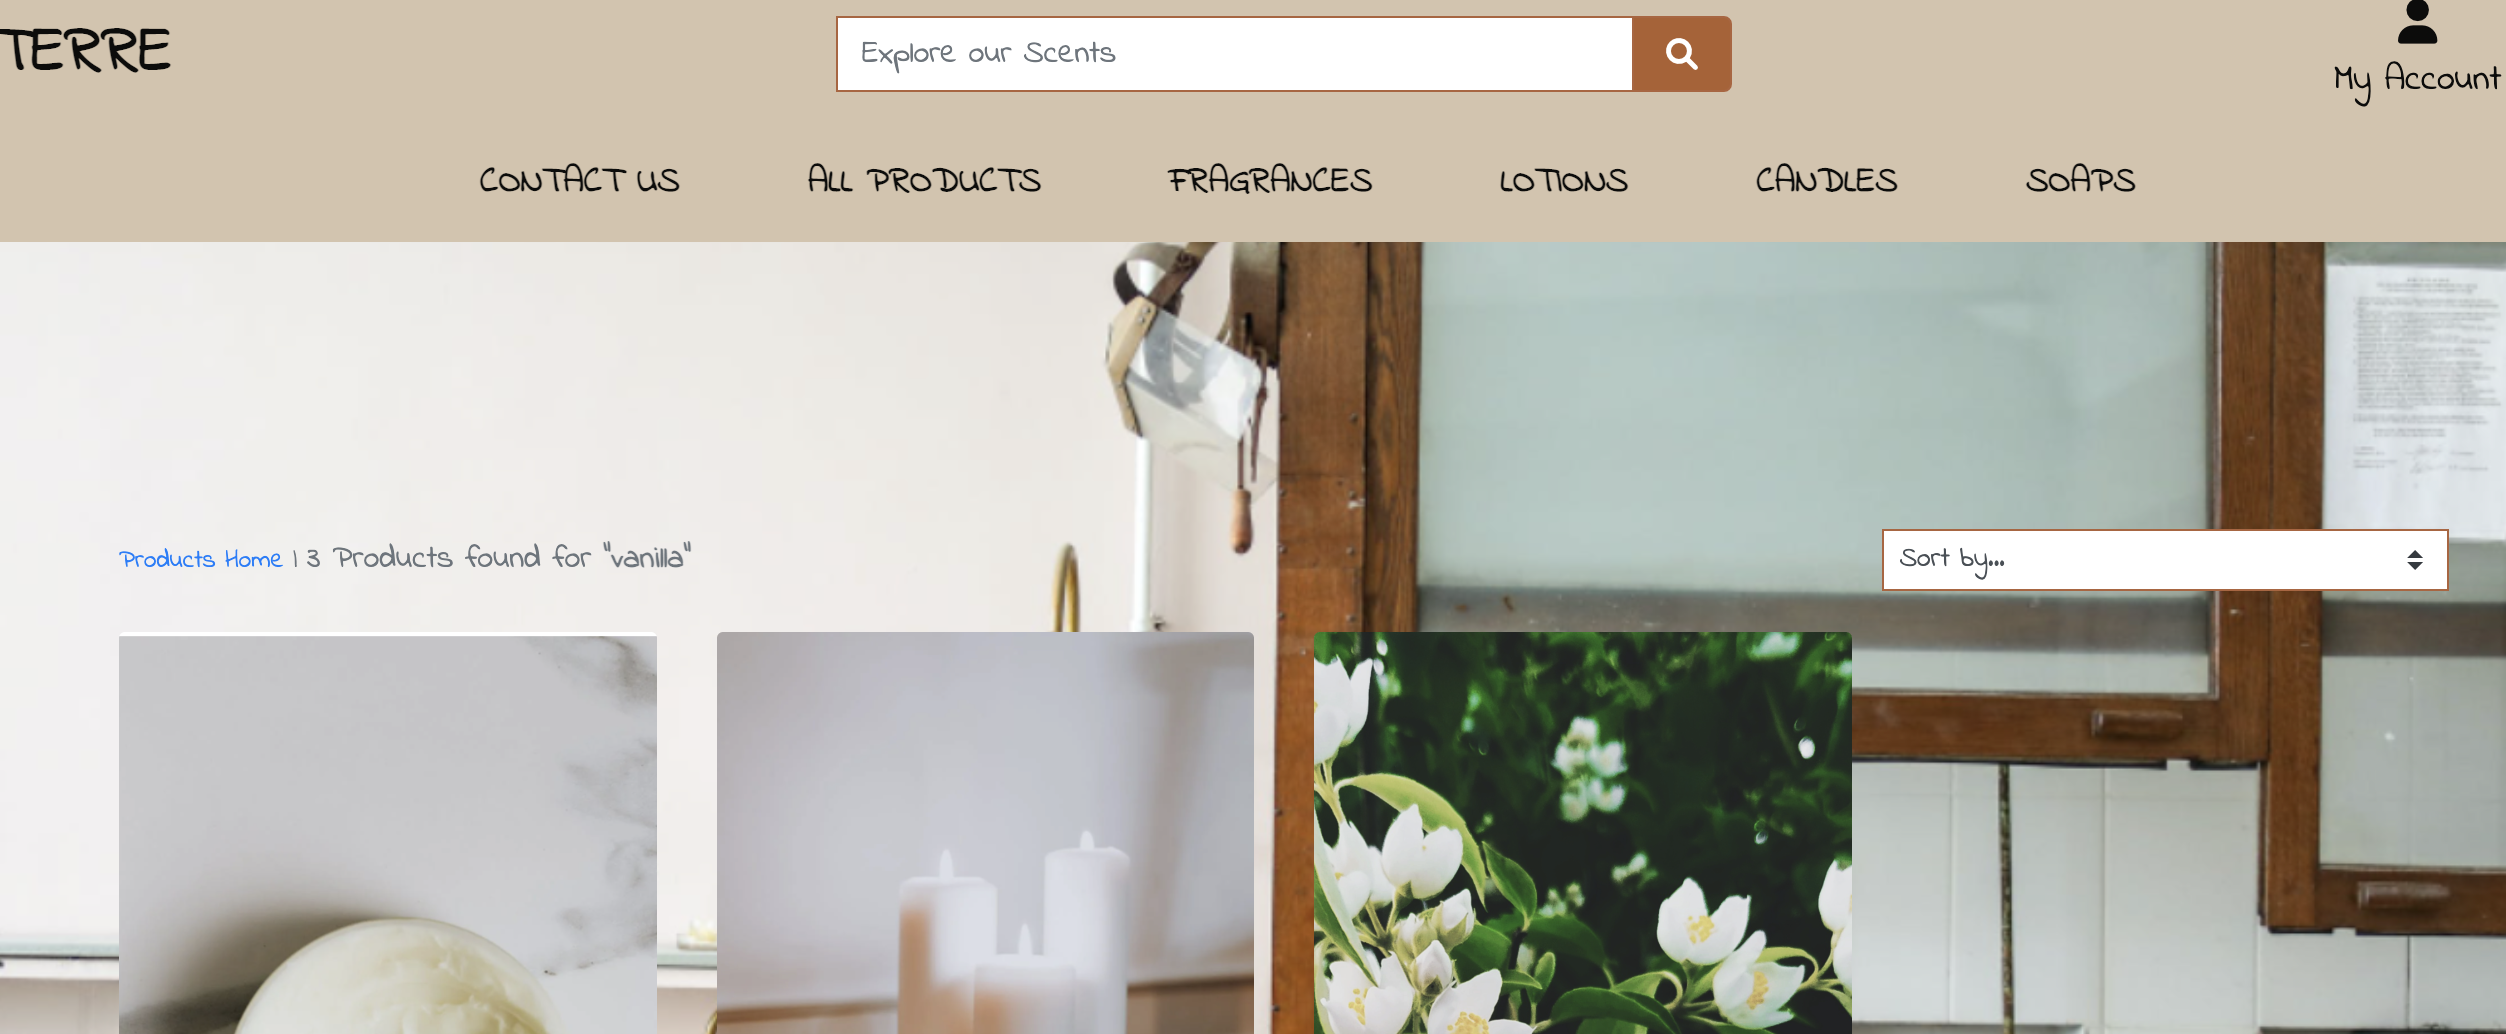 TERRE
Explore our Scents
My Account
CONTACT US ALL PRODUCTS FRAGRANCES LOTIONS CANDLES SOAPS
Products Home | 3 Products found for "vanilla"
Sort by...